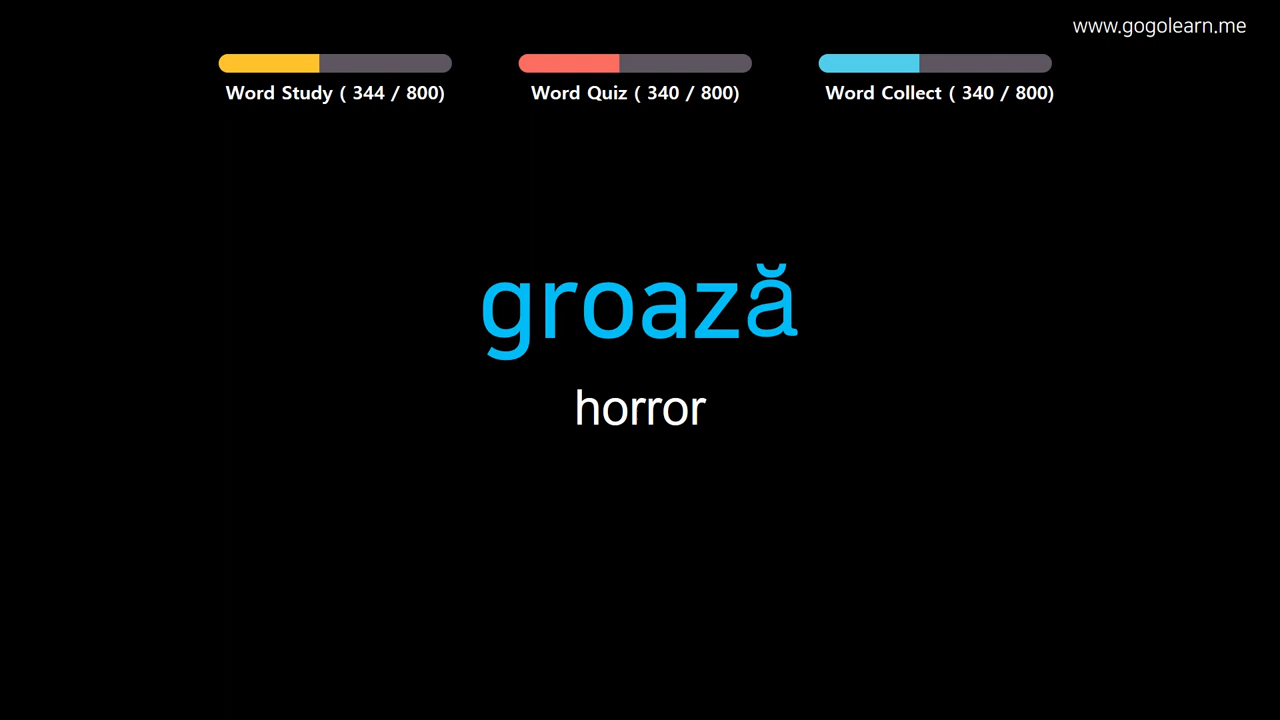 www.gogolearn.me
Word Study ( 344 / 800)
Word Quiz ( 340 / 800)
Word Collect ( 340 / 800)
groază
horror